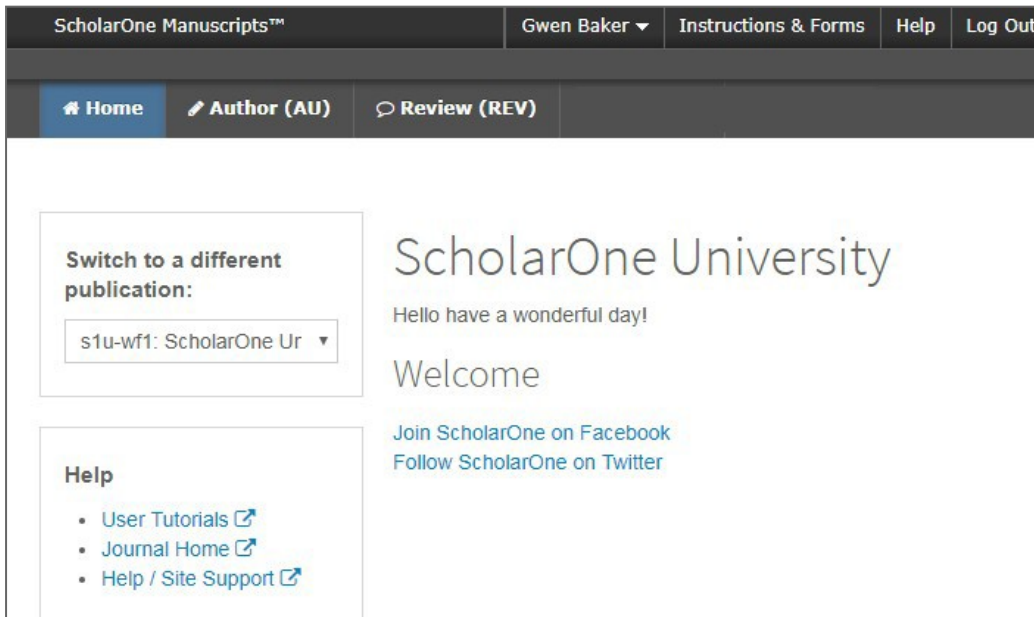 ScholarOne Manuscripts™
Gwen Baker
Instructions & Forms
Help
Log Out
Home
Author (AU)
Review (REV)
Switch to a different
publication:
s1u-wf1: ScholarOne Ur
Help
User Tutorials
Journal Home
Help / Site Support
ScholarOne University
Hello have a wonderful day!
Welcome
Join ScholarOne on Facebook
Follow ScholarOne on Twitter